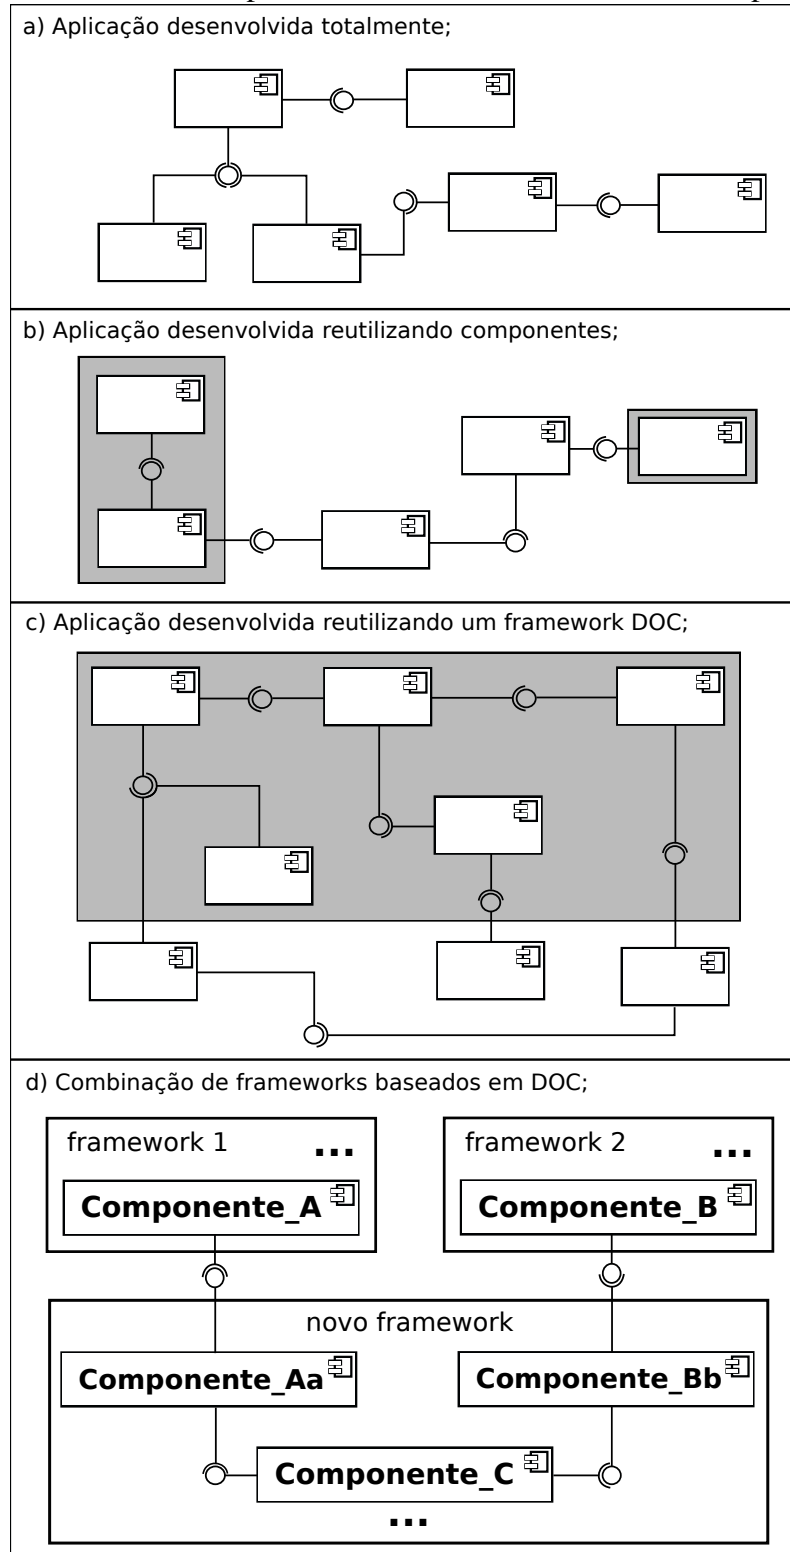 a) Aplicação desenvolvida totalmente;
b) Aplicação desenvolvida reutilizando componentes;
c) Aplicação desenvolvida reutilizando um framework DOC;
d) Combinação de frameworks baseados em DOC;
framework 1 ...
framework 2 ...
Componente_A
Componente_B
novo framework
Componente_Aa
Componente_Bb
Componente_C
...